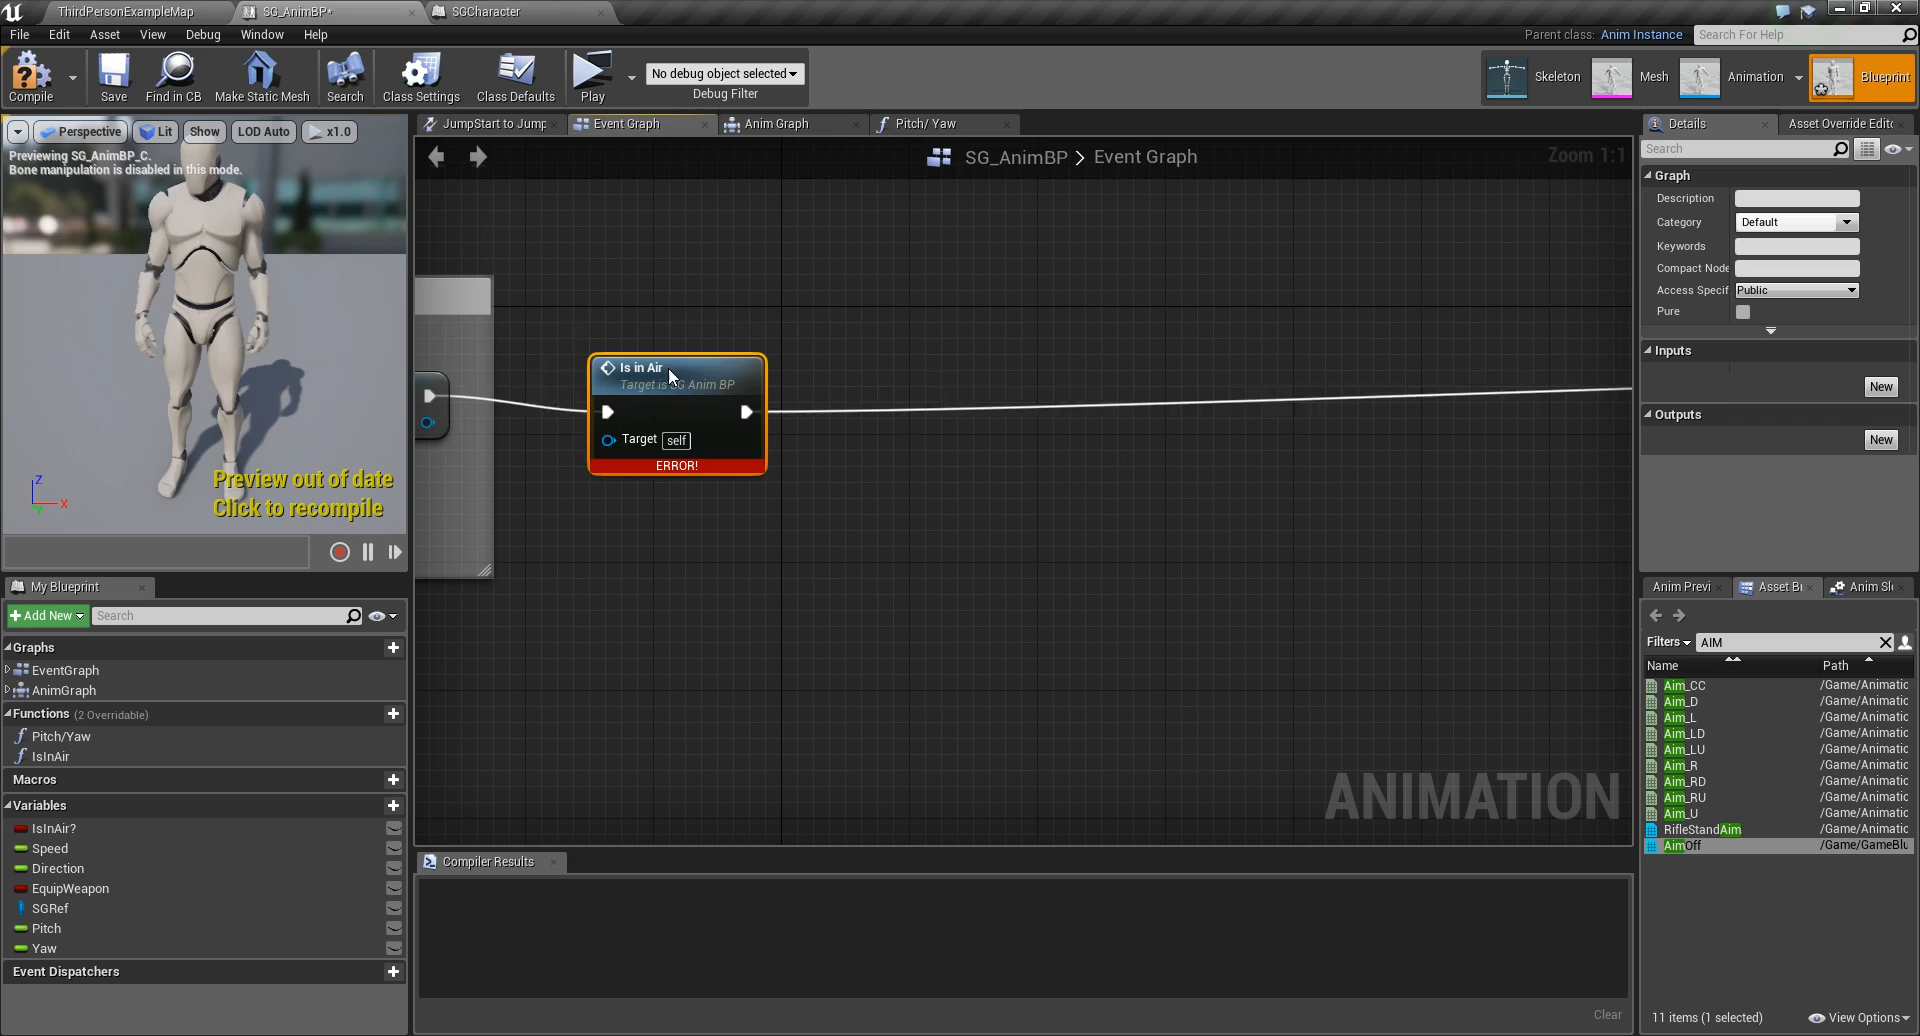 ThirdPersonExampleMap
SG_AnimBP*
SGCharacter
File Edit Asset View Debug Window Help
Parent class: Anim Instance
Search For Help
Compile
Save
Find in CB
Make Static Mesh
Search
Class Settings
Class Defaults
Play
No debug object selected
Debug Filter
Skeleton
Mesh
Animation
Blueprint
Perspective Lit Show LOD Auto x1.0
Previewing SG_AnimBP_C.
Bone manipulation is disabled in this mode.
Z
X
Y
Preview out of date
Click to recompile
JumpStart to Jump
Event Graph
Anim Graph
Pitch/ Yaw
SG_AnimBP > Event Graph
Zoom 1:1
Is in Air
Target is SG Anim BP
Target self
ERROR!
ANIMATION
Compiler Results
Clear
My Blueprint
Add New
Search
Graphs
EventGraph
AnimGraph
Functions (2 Overridable)
Pitch/Yaw
IsInAir
Macros
Variables
IsInAir?
Speed
Direction
EquipWeapon
SGRef
Pitch
Yaw
Event Dispatchers
Details
Asset Override Edito
Search
Graph
Description
Category Default
Keywords
Compact Node
Access Specif Public
Pure
Inputs
New
Outputs
New
Anim Previ
Asset Bi
Anim Sl
Filters AIM
Name Path
Aim_CC /Game/Animatic
Aim_D /Game/Animatic
Aim_L /Game/Animatic
Aim_LD /Game/Animatic
Aim_LU /Game/Animatic
Aim_R /Game/Animatic
Aim_RD /Game/Animatic
Aim_RU /Game/Animatic
Aim_U /Game/Animatic
RifleStandAim /Game/Animatic
AimOff /Game/GameBlu
11 items (1 selected)
View Options